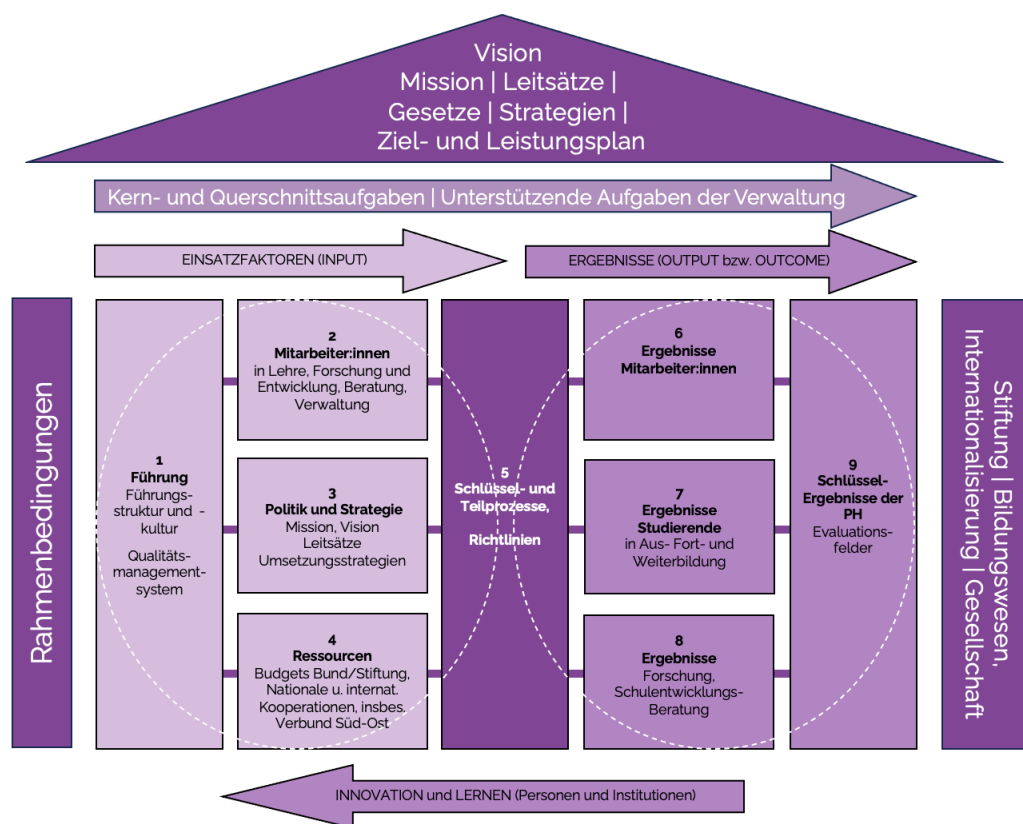 Vision
Mission | Leitsätze |
Gesetze | Strategien |
Ziel- und Leistungsplan
Kern- und Querschnittsaufgaben | Unterstützende Aufgaben der Verwaltung
EINSATZFAKTOREN (INPUT)
ERGEBNISSE (OUTPUT bzw. OUTCOME)
Rahmenbedingungen
1
Führung
Führungs-
struktur und -
kultur
Qualitäts-
management-
system
2
Mitarbeiter:innen
in Lehre, Forschung und
Entwicklung, Beratung,
Verwaltung
3
Politik und Strategie
Mission, Vision
Leitsätze
Umsetzungsstrategien
4
Ressourcen
Budgets Bund/Stiftung,
Nationale u. internat.
Kooperationen, insbes.
Verbund Süd-Ost
5
Schlüssel- und
Teilprozesse,
Richtlinien
6
Ergebnisse
Mitarbeiter:innen
7
Ergebnisse
Studierende
in Aus- Fort- und
Weiterbildung
8
Ergebnisse
Forschung,
Schulentwicklungs-
Beratung
9
Schlüssel-
Ergebnisse der
PH
Evaluations-
felder
Stiftung | Bildungswesen,
Internationalisierung | Gesellschaft
INNOVATION und LERNEN (Personen und Institutionen)